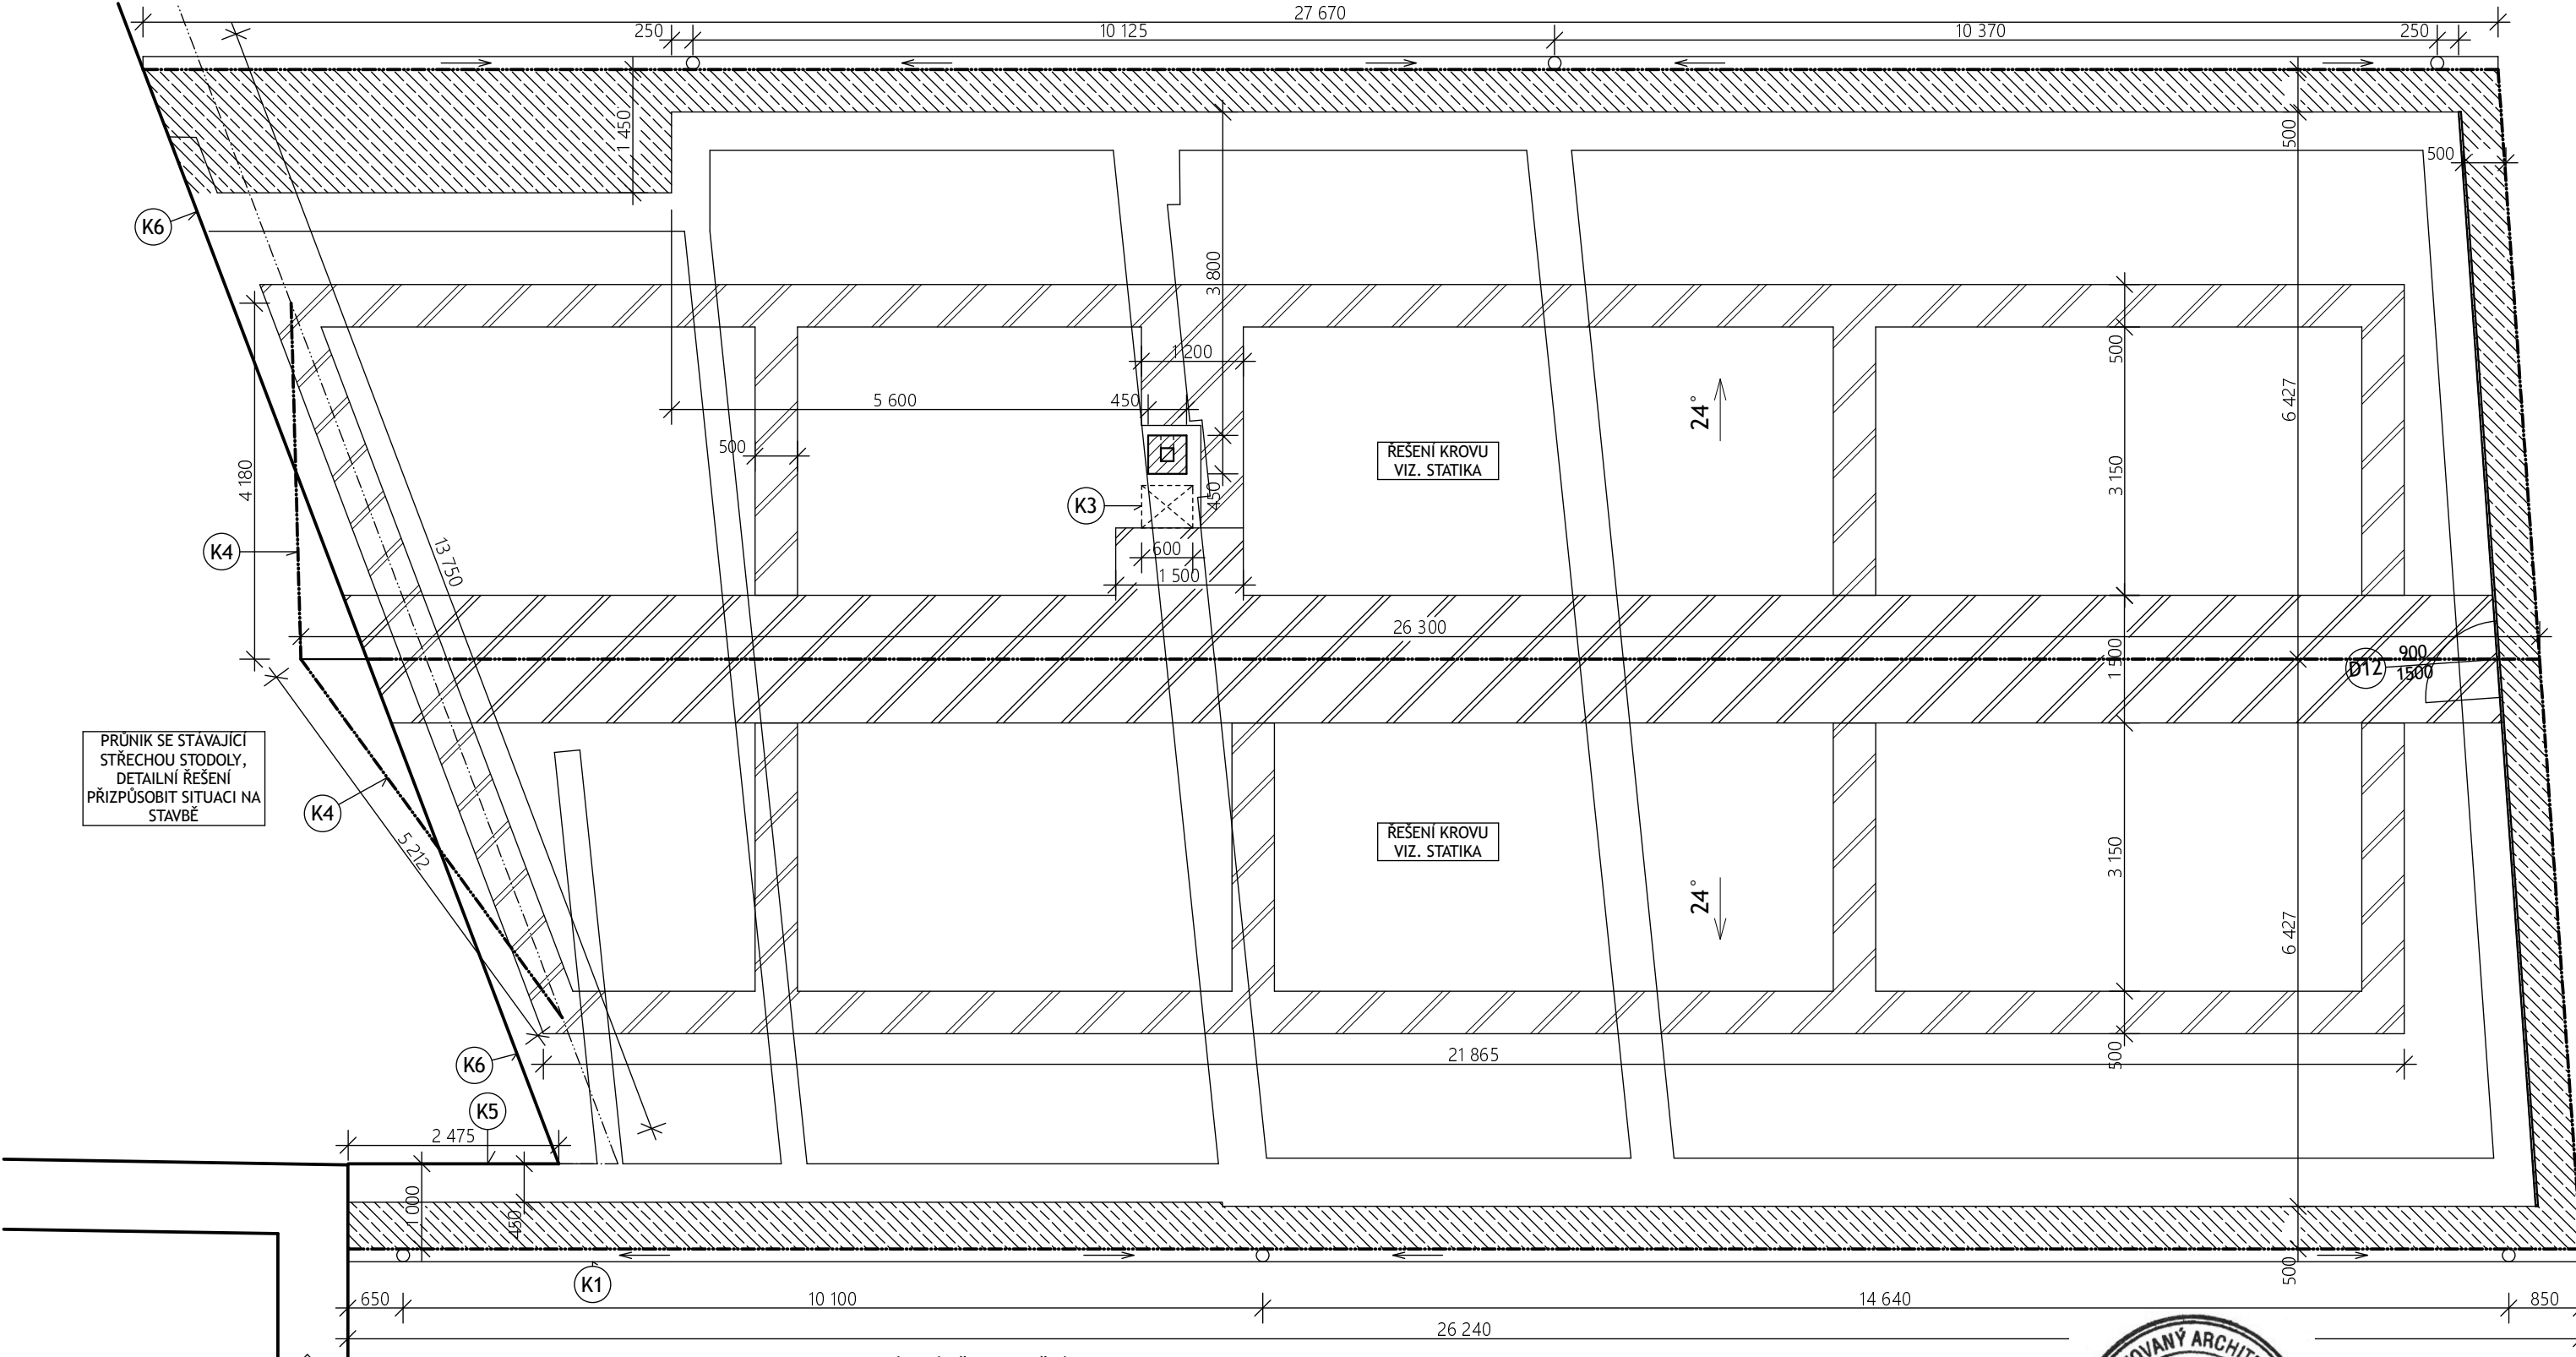 27 670
250
10 125
10 370
250
1 450
500
500
K6
3 800
1 200
500
6 427
5 600
450
24°
500
ŘEŠENÍ KROVU
VIZ. STATIKA
4 180
3 150
K3
450
K4
13 750
600
1 500
26 300
1 500
D12
900
1500
PRŮNIK SE STÁVAJÍCÍ
STŘECHOU STODOLY,
DETAILNÍ ŘEŠENÍ
PŘIZPŮSOBIT SITUACI NA
STAVBĚ
K4
5 212
ŘEŠENÍ KROVU
VIZ. STATIKA
3 150
24°
6 427
K6
21 865
500
K5
2 475
1 000
450
500
K1
650
10 100
14 640
850
26 240